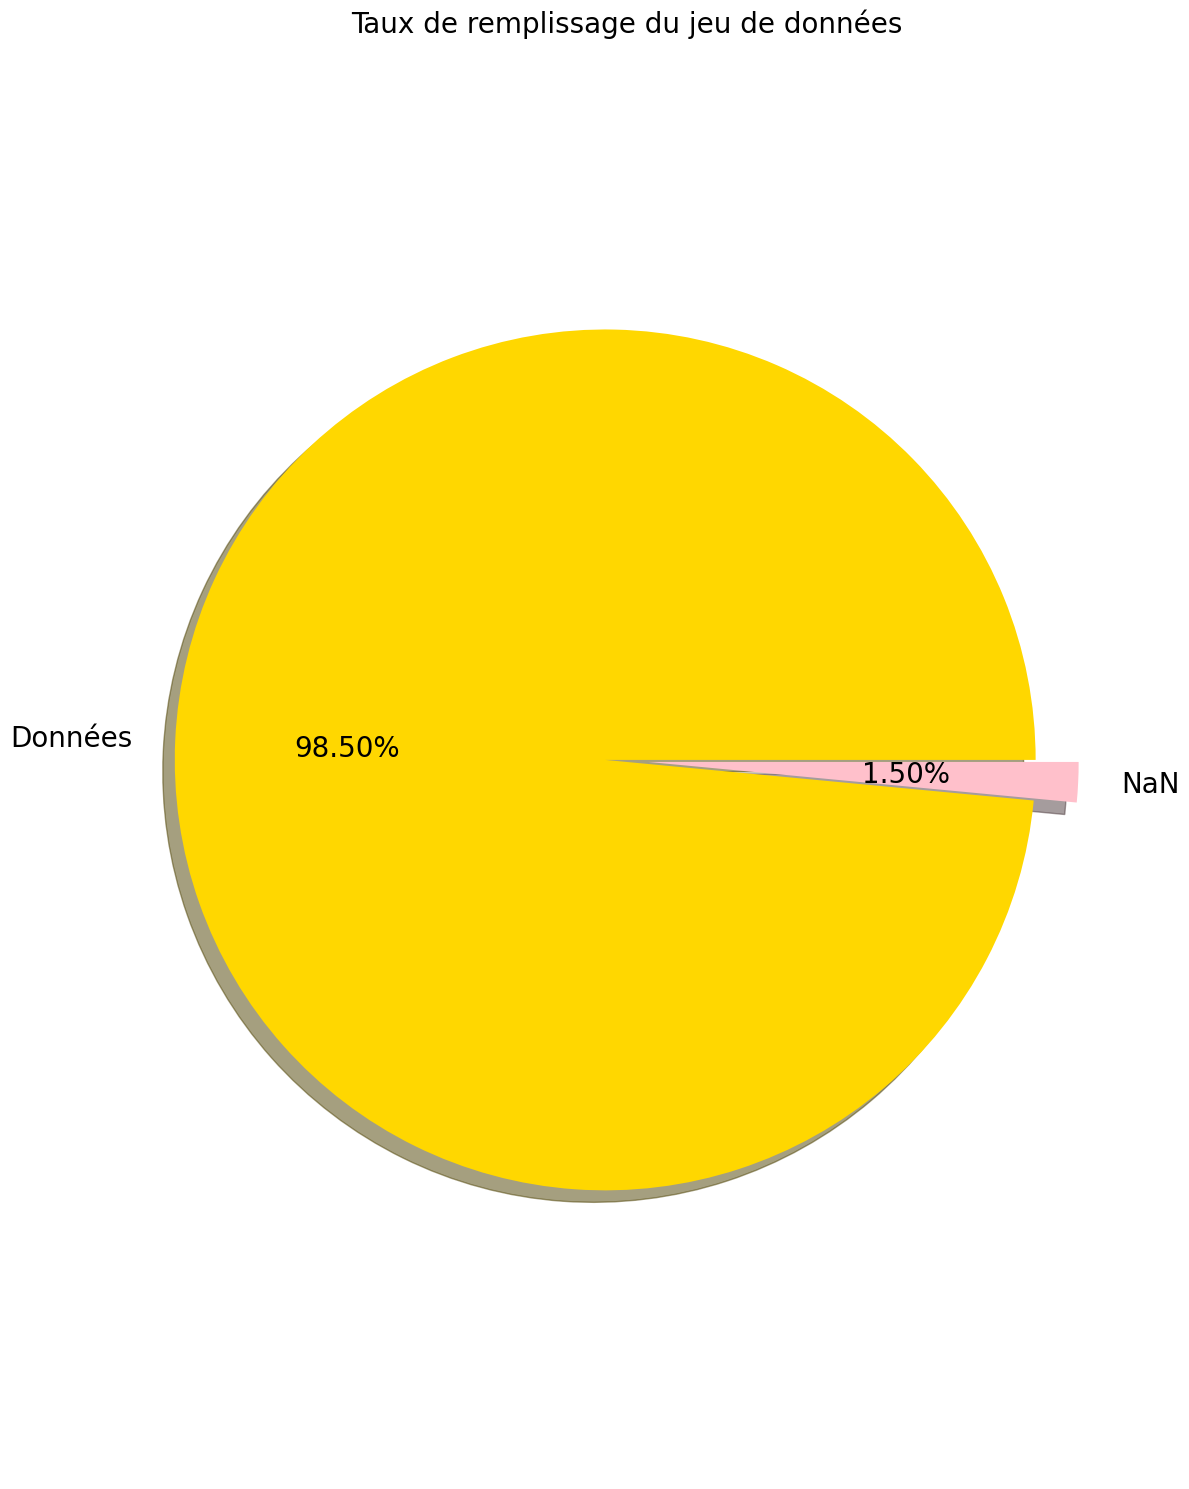 Taux de remplissage du jeu de données
Données
98.50%
1.50%
NaN